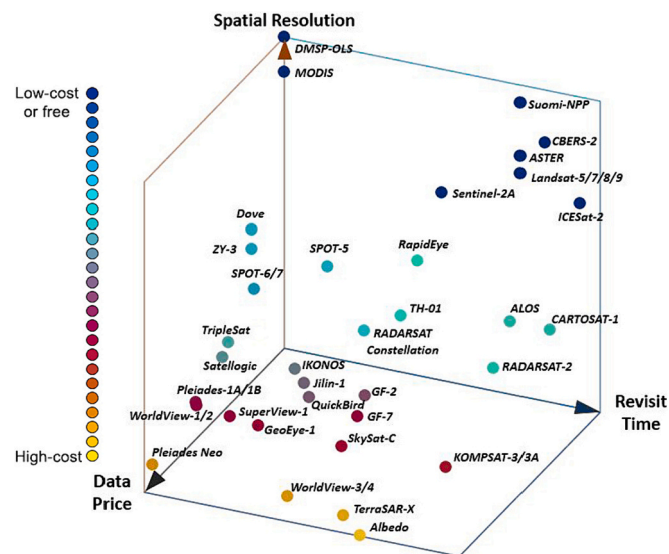 Spatial Resolution
DMSP-OLS
MODIS
Low-cost
or free
Suomi-NPP
CBERS-2
ASTER
Landsat-5/7/8/9
Sentinel-2A
ICESat-2
Dove
ZY-3
SPOT-5
RapidEye
SPOT-6/7
TH-01
ALOS
CARTOSAT-1
TripleSat
RADARSAT
Constellation
Satellogic
IKONOS
RADARSAT-2
Jilin-1
Pleiades-1A/1B
GF-2
QuickBird
Revisit
Time
WorldView-1/2
SuperView-1
GF-7
GeoEye-1
SkySat-C
Pleiades Neo
KOMPSAT-3/3A
High-cost
Data
Price
WorldView-3/4
TerraSAR-X
Albedo